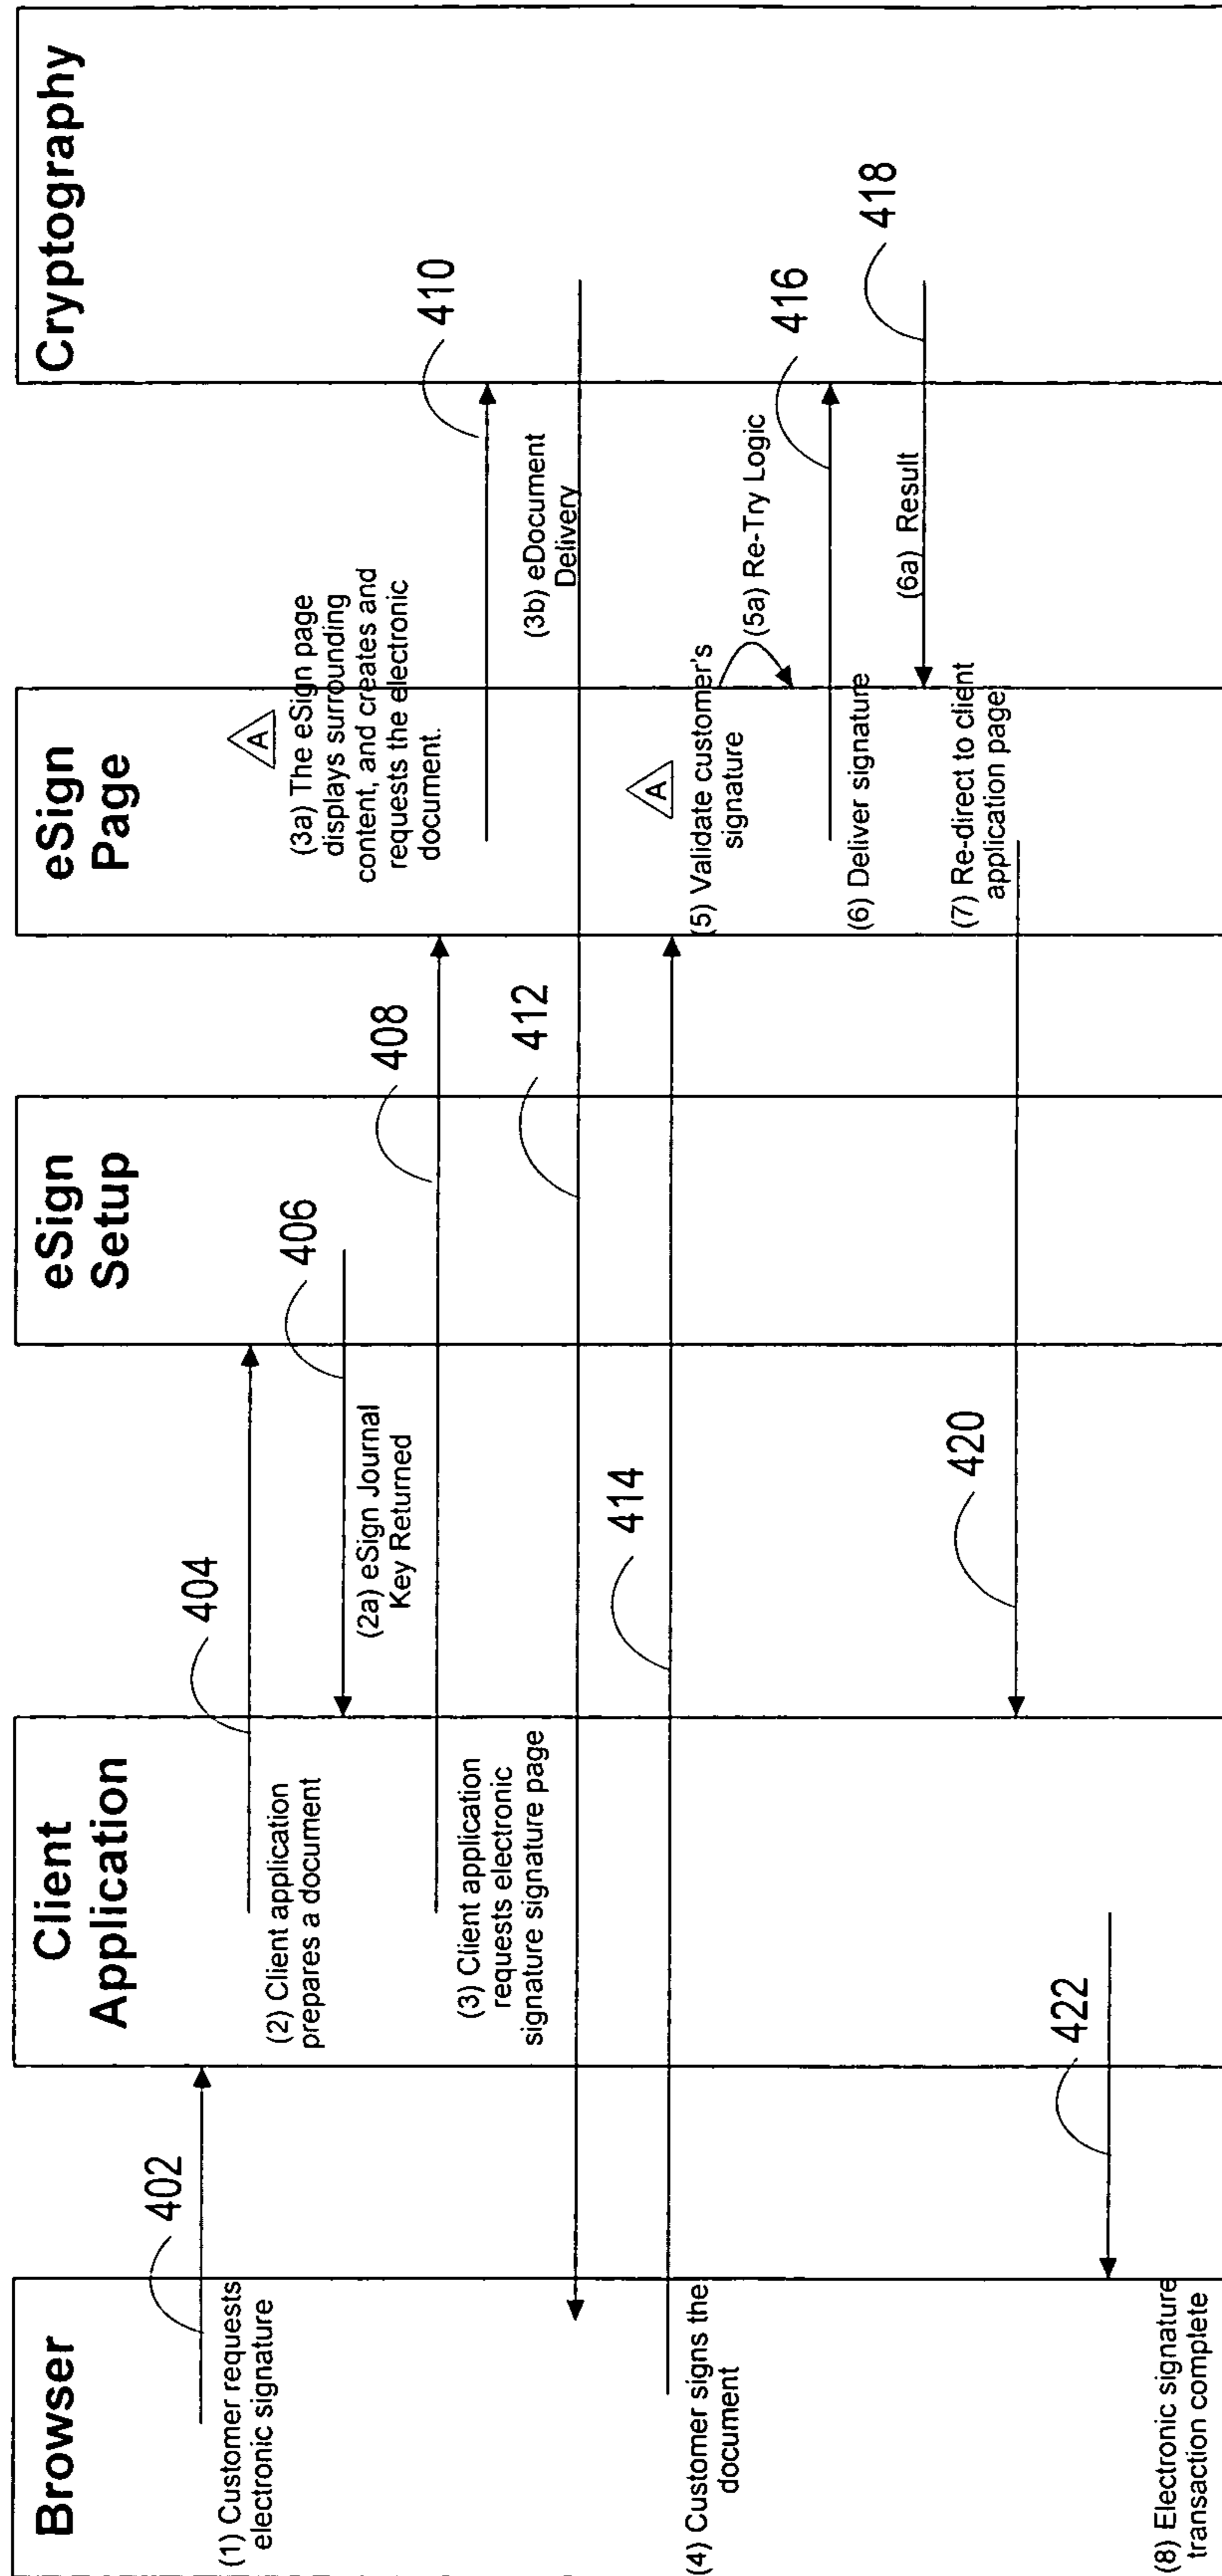 Browser
Client
Application
eSign
Setup
eSign
Page
Cryptography
402
(1) Customer requests
electronic signature
404
(2) Client application
prepares a document
406
(2a) eSign Journal
Key Returned
408
(3) Client application
requests electronic
signature signature page
A
(3a) The eSign page
displays surrounding
content, and creates and
requests the electronic
document.
410
(3b) eDocument
Delivery
412
414
(4) Customer signs the
document
A
(5) Validate customer's
signature
(5a) Re-Try Logic
416
(6) Deliver signature
418
(6a) Result
(7) Re-direct to client
application page
420
422
(8) Electronic signature
transaction complete